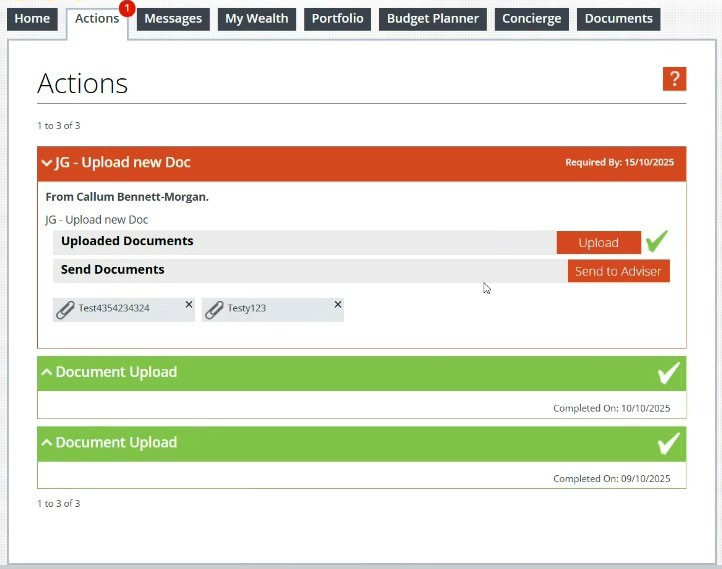 Home Actions 1 Messages My Wealth Portfolio Budget Planner Concierge Documents
Actions ?
1 to 3 of 3
JG - Upload new Doc Required By: 15/10/2025
From Callum Bennett-Morgan.
JG - Upload new Doc
Uploaded Documents Upload
Send Documents Send to Adviser
Test4354234324 × Testy123 ×
Document Upload
Completed On: 10/10/2025
Document Upload
Completed On: 09/10/2025
1 to 3 of 3